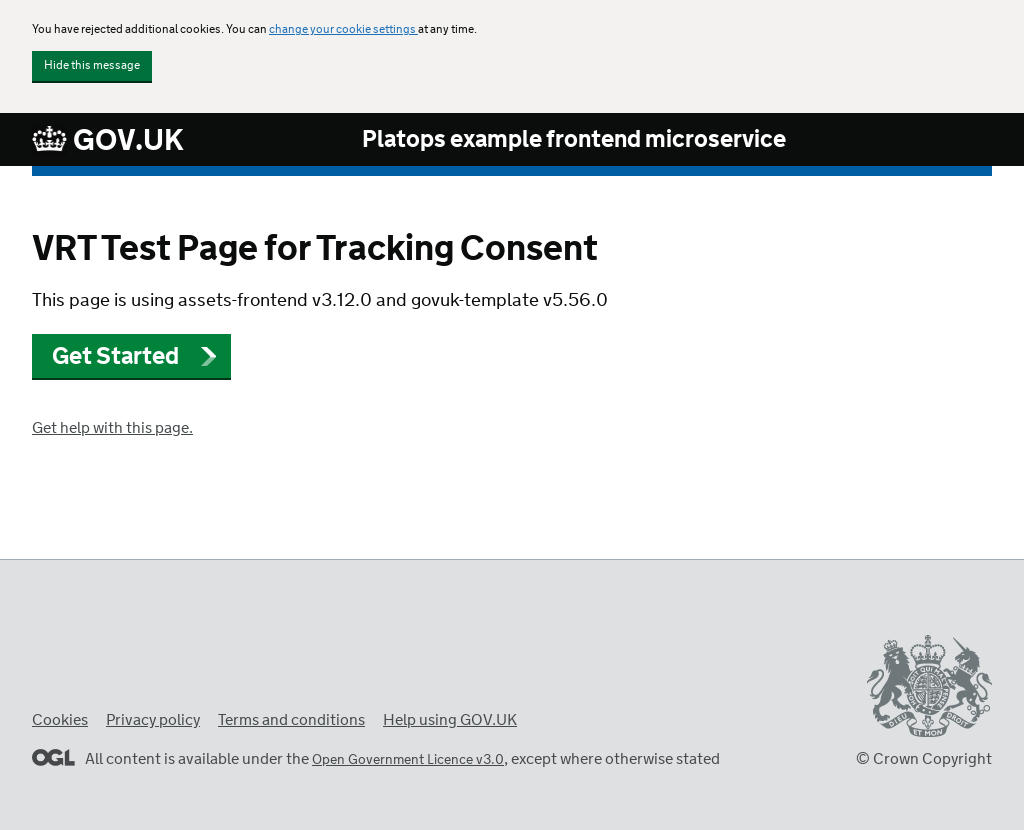 You have rejected additional cookies. You can change your cookie settings at any time.
Hide this message
GOV.UK
Platops example frontend microservice
VRT Test Page for Tracking Consent
This page is using assets-frontend v3.12.0 and govuk-template v5.56.0
Get Started
Get help with this page.
Cookies Privacy policy Terms and conditions Help using GOV.UK
OGL All content is available under the Open Government Licence v3.0, except where otherwise stated
© Crown Copyright